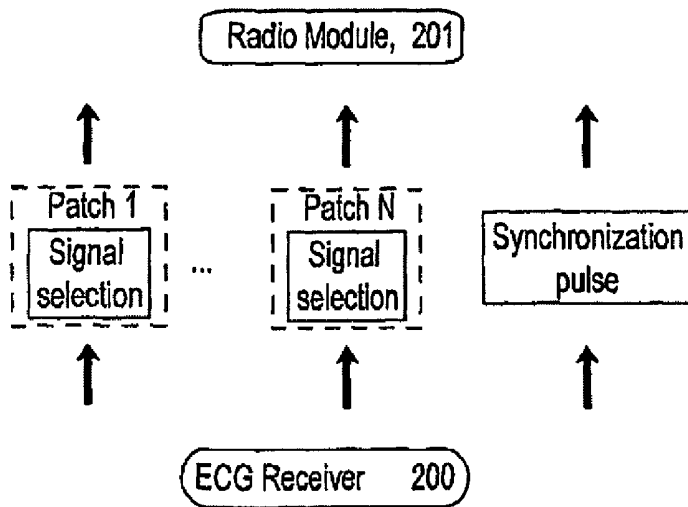 Radio Module, 201
Patch 1
Signal
selection
...
Patch N
Signal
selection
Synchronization
pulse
ECG Receiver 200